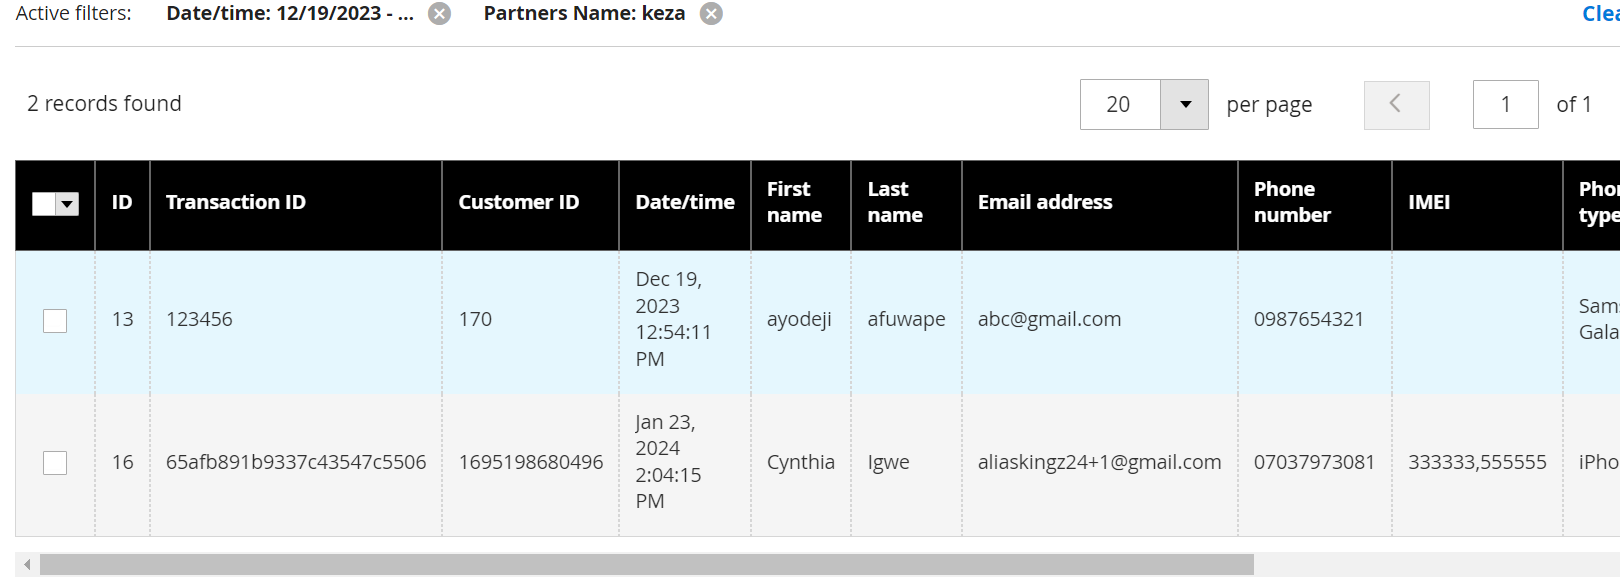 Active filters: Date/time: 12/19/2023 - ... Partners Name: keza
2 records found 20 per page 1 of 1
ID Transaction ID Customer ID Date/time First name Last name Email address Phone number IMEI
13 123456 170 Dec 19, 2023 12:54:11 PM ayodeji afuwape abc@gmail.com 0987654321
16 65afb891b9337c43547c5506 1695198680496 Jan 23, 2024 2:04:15 PM Cynthia Igwe aliaskingz24+1@gmail.com 07037973081 333333,555555